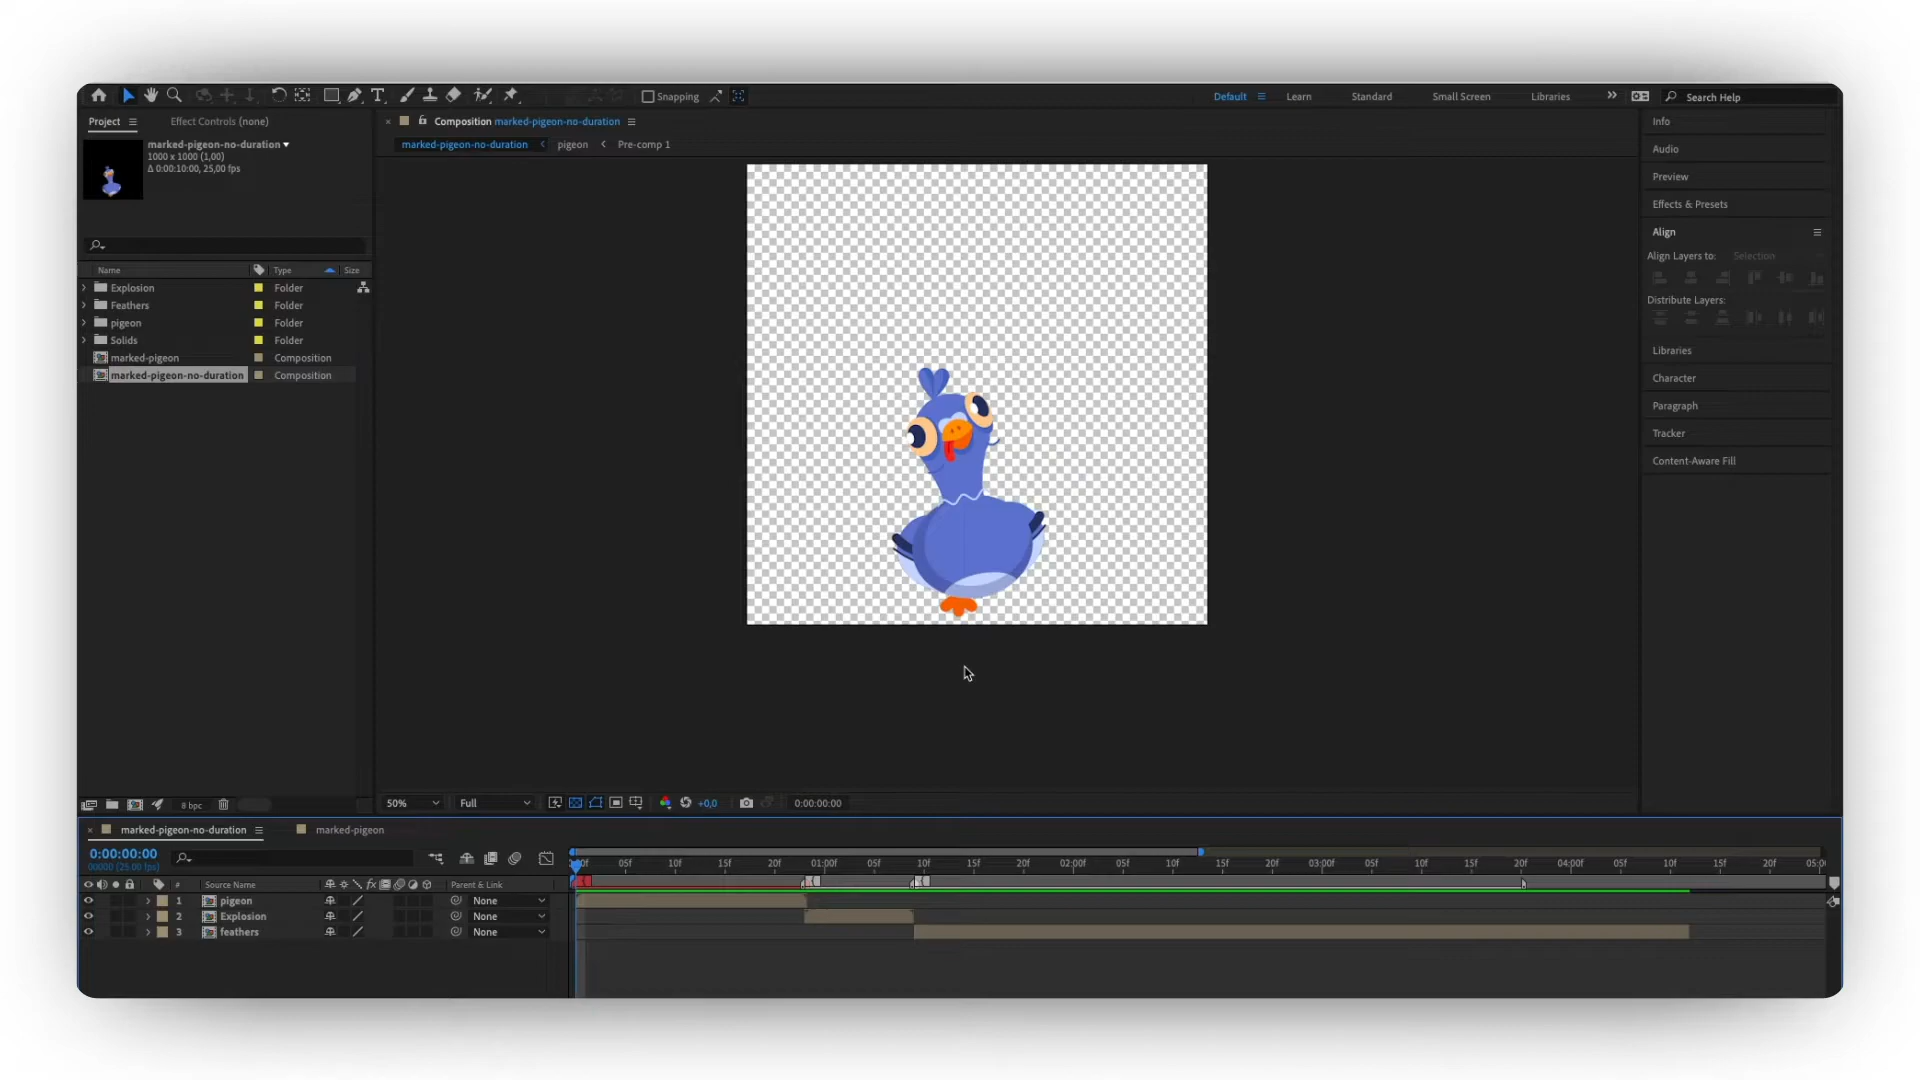 Snapping
Default
Learn
Standard
Small Screen
Libraries
Search Help
Project
Effect Controls (none)
Composition marked-pigeon-no-duration
Info
marked-pigeon-no-duration
1000 x 1000 (1,00)
Δ 0:00:10:00, 25,00 fps
marked-pigeon-no-duration
pigeon
Pre-comp 1
Audio
Preview
Effects & Presets
Align
Align Layers to: Selection
Name
Type
Size
Explosion
Folder
Feathers
Folder
pigeon
Folder
Solids
Folder
marked-pigeon
Composition
marked-pigeon-no-duration
Composition
Distribute Layers:
Libraries
Character
Paragraph
Tracker
Content-Aware Fill
8 bpc
50%
Full
+0,0
0:00:00:00
marked-pigeon-no-duration
marked-pigeon
0:00:00:00
00000 (25.00 fps)
05f 10f 15f 20f 01:00f 05f 10f 15f 20f 02:00f 05f 10f 15f 20f 03:00f 05f 10f 15f 20f 04:00f 05f 10f 15f 20f
# Source Name
fx
Parent & Link
1 pigeon None
2 Explosion None
3 feathers None